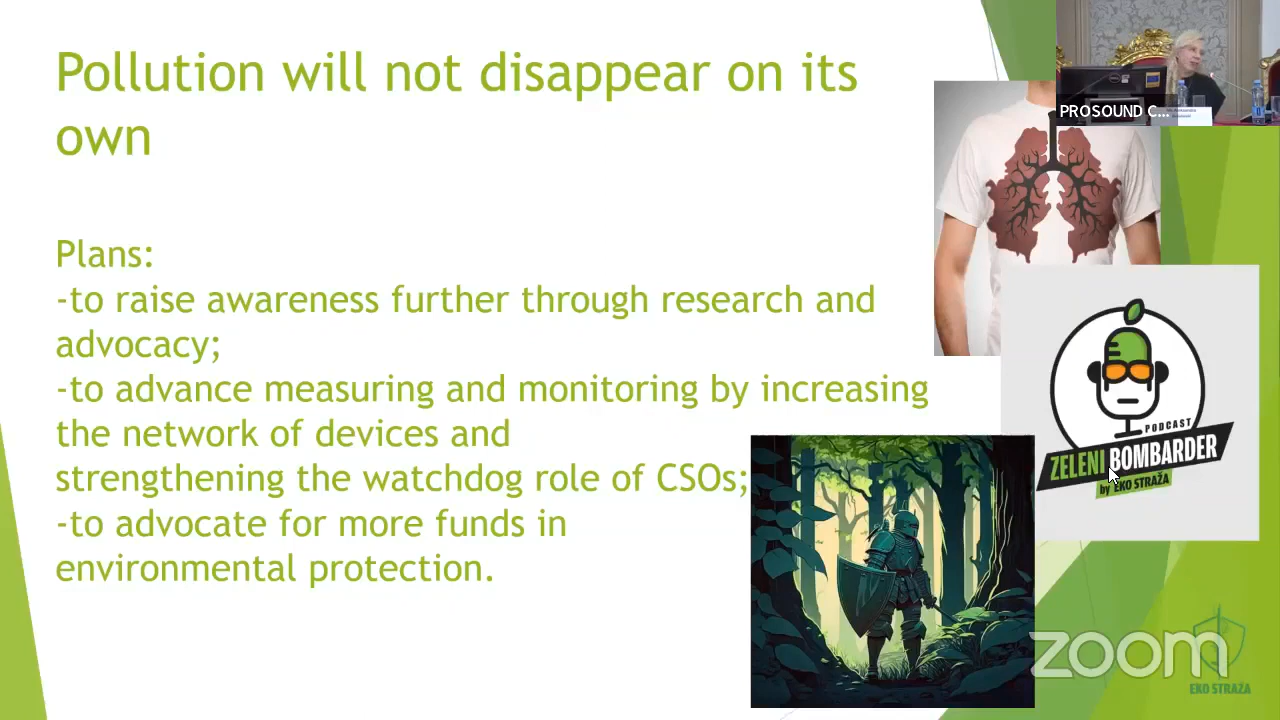 Pollution will not disappear on its
own
Plans:
-to raise awareness further through research and
advocacy;
-to advance measuring and monitoring by increasing
the network of devices and
strengthening the watchdog role of CSOs;
-to advocate for more funds in
environmental protection.
PROSOUND C...
PODCAST
ZELENI BOMBARDER
by EKO STRAŽA
zoom
EKO STRAŽA